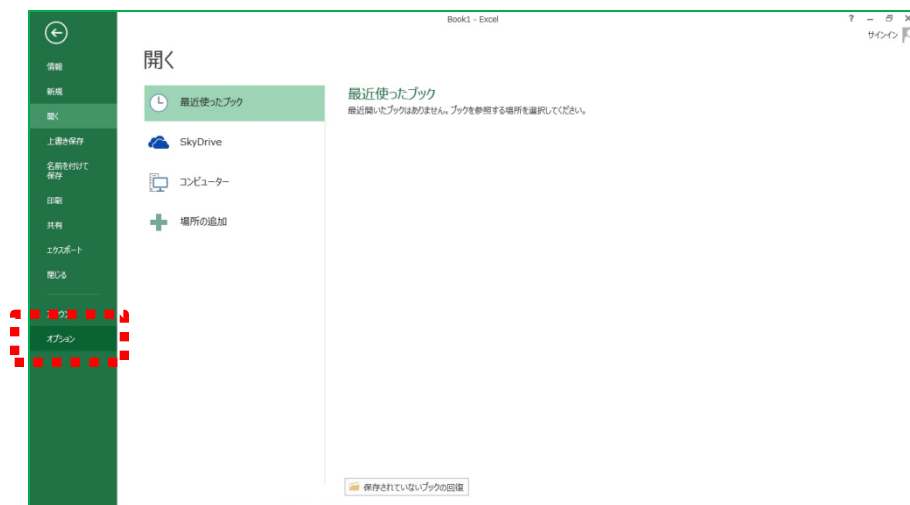 Book1 - Excel
?
サインイン
情報
新規
開く
上書き保存
名前を付けて
保存
印刷
共有
エクスポート
閉じる
オプション
開く
最近使ったブック
SkyDrive
コンピューター
場所の追加
最近使ったブック
最近開いたブックはありません。ブックを参照する場所を選択してください。
保存されていないブックの回復